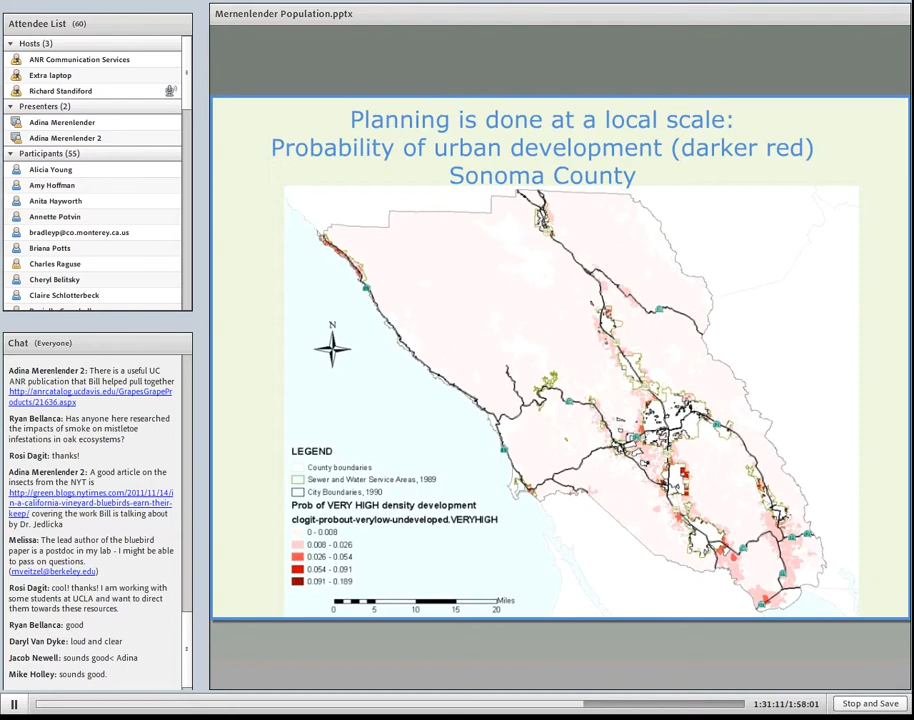 Attendee List (60)
Hosts (3)
ANR Communication Services
Extra laptop
Richard Standiford
Presenters (2)
Adina Merenlender
Adina Merenlender 2
Participants (55)
Alicia Young
Amy Hoffman
Anita Hayworth
Annette Potvin
bradleyp@co.monterey.ca.us
Briana Potts
Charles Raguse
Cheryl Belitsky
Claire Schlotterbeck
Chat (Everyone)
Adina Merenlender 2: There is a useful UC
ANR publication that Bill helped pull together
http://anrcatalog.ucdavis.edu/GrapesGrapePr
oducts/21636.aspx
Ryan Bellanca: Has anyone here researched
the impacts of smoke on mistletoe
infestations in oak ecosystems?
Rosi Dagit: thanks!
Adina Merenlender 2: A good article on the
insects from the NYT is
http://green.blogs.nytimes.com/2011/11/14/i
n-a-california-vineyard-bluebirds-earn-their-
keep/ covering the work Bill is talking about
by Dr. Jedlicka
Melissa: The lead author of the bluebird
paper is a postdoc in my lab - I might be able
to pass on questions.
(mveitzel@berkeley.edu)
Rosi Dagit: cool! thanks! I am working with
some students at UCLA and want to direct
them towards these resources.
Ryan Bellanca: good
Daryl Van Dyke: loud and clear
Jacob Newell: sounds good< Adina
Mike Holley: sounds good.
Mernenlender Population.pptx
Planning is done at a local scale:
Probability of urban development (darker red)
Sonoma County
N
LEGEND
County boundaries
Sewer and Water Service Areas, 1989
City Boundaries, 1990
Prob of VERY HIGH density development
clogit-probout-verylow-undeveloped.VERYHIGH
0 - 0.008
0.008 - 0.026
0.026 - 0.054
0.054 - 0.091
0.091 - 0.189
Miles
0 5 10 15 20
1:31:11/1:58:01
Stop and Save